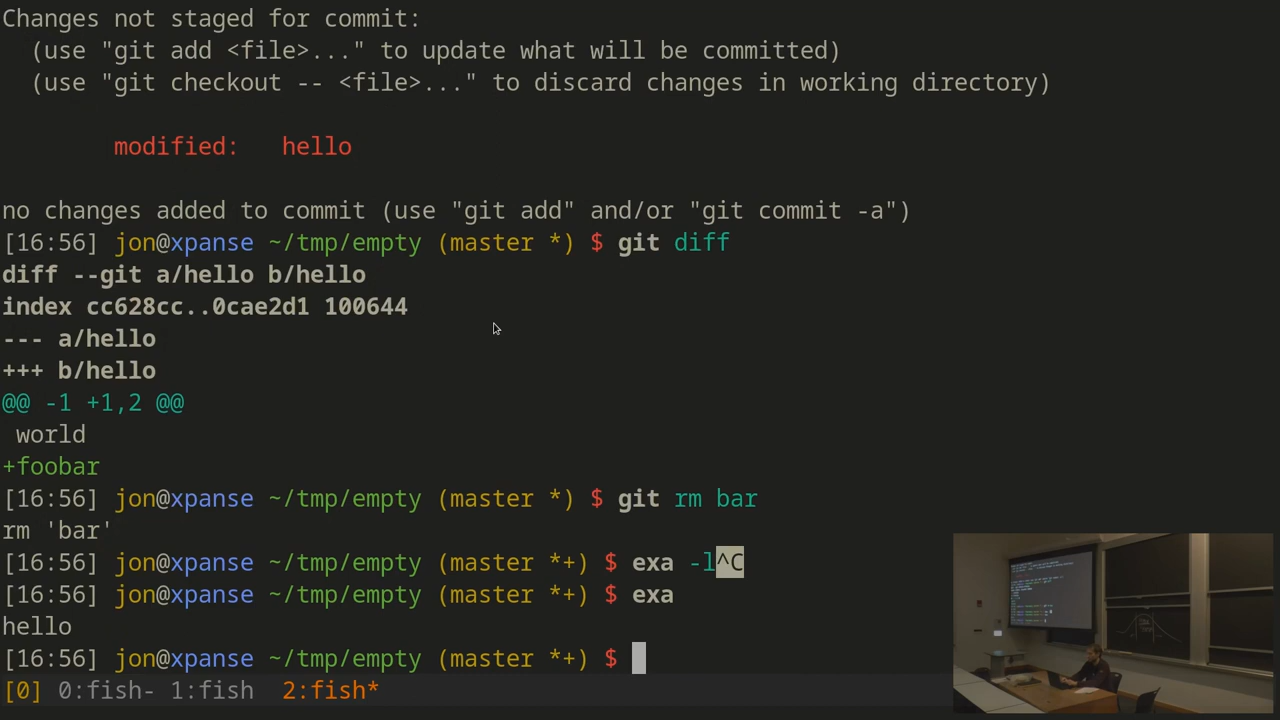 Changes not staged for commit:
  (use "git add <file>..." to update what will be committed)
  (use "git checkout -- <file>..." to discard changes in working directory)
        modified:   hello
no changes added to commit (use "git add" and/or "git commit -a")
[16:56] jon@xpanse ~/tmp/empty (master *) $ git diff
diff --git a/hello b/hello
index cc628cc..0cae2d1 100644
--- a/hello
+++ b/hello
@@ -1 +1,2 @@
 world
+foobar
[16:56] jon@xpanse ~/tmp/empty (master *) $ git rm bar
rm 'bar'
[16:56] jon@xpanse ~/tmp/empty (master *+) $ exa -l^C
[16:56] jon@xpanse ~/tmp/empty (master *+) $ exa
hello
[16:56] jon@xpanse ~/tmp/empty (master *+) $
[0] 0:fish- 1:fish  2:fish*